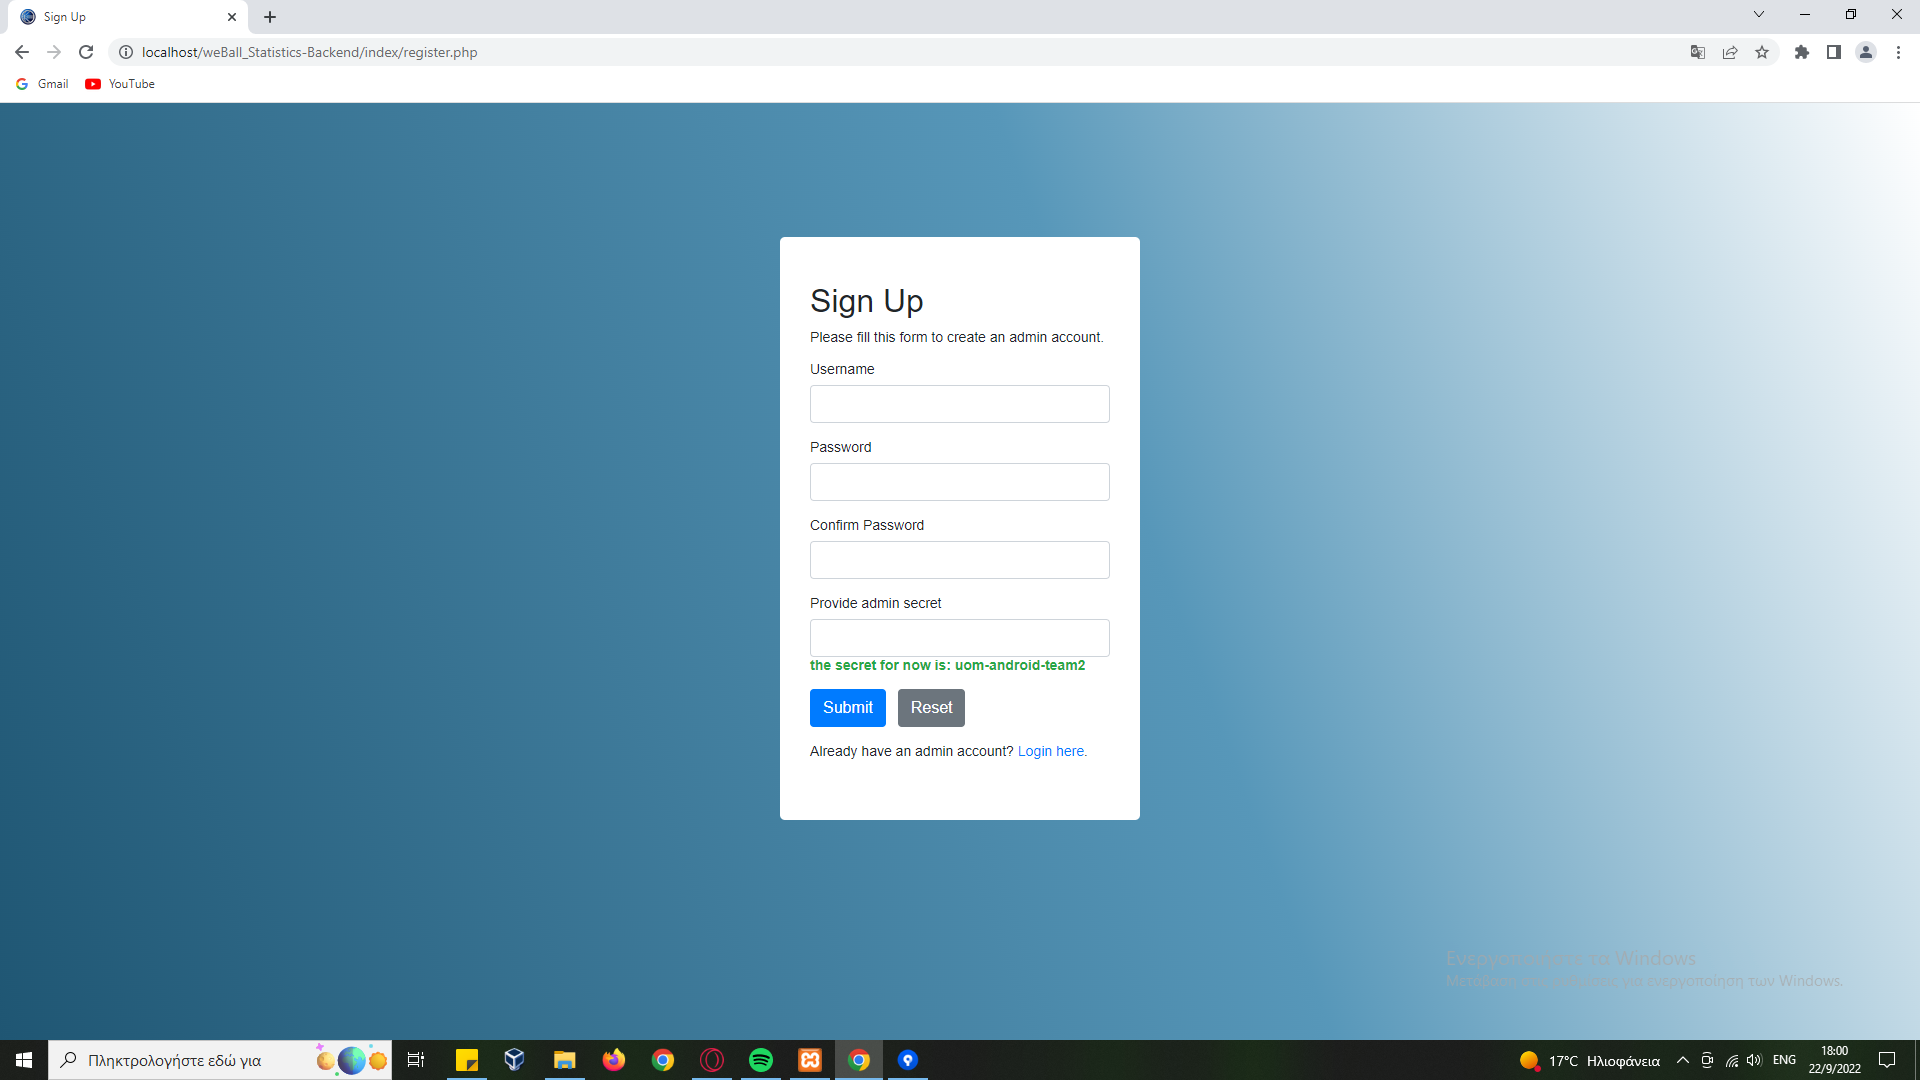 Sign Up
localhost/weBall_Statistics-Backend/index/register.php
Gmail YouTube
Sign Up
Please fill this form to create an admin account.
Username
Password
Confirm Password
Provide admin secret
the secret for now is: uom-android-team2
Submit Reset
Already have an admin account? Login here.
τα Windows
ενεργοποίηση των Windows.
Πληκτρολογήστε εδώ για
17°C Ηλιοφάνεια
ENG
18:00
22/9/2022